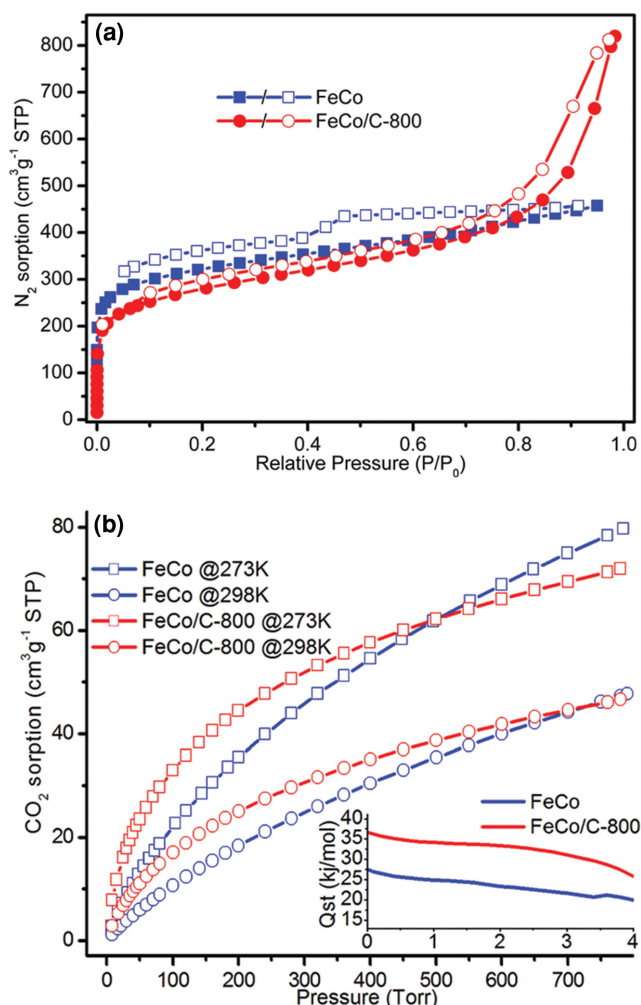 (a)
800
700
600
500
400
300
200
100
0
N₂ sorption (cm³g⁻¹ STP)
/ FeCo
/ FeCo/C-800
0.0 0.2 0.4 0.6 0.8 1.0
Relative Pressure (P/P₀)
(b)
80
60
40
20
0
CO₂ sorption (cm³g⁻¹ STP)
FeCo @273K
FeCo @298K
FeCo/C-800 @273K
FeCo/C-800 @298K
FeCo
FeCo/C-800
40
35
30
25
20
15
Qst (kj/mol)
0 1 2 3 4
0 100 200 300 400 500 600 700
Pressure (Torr)